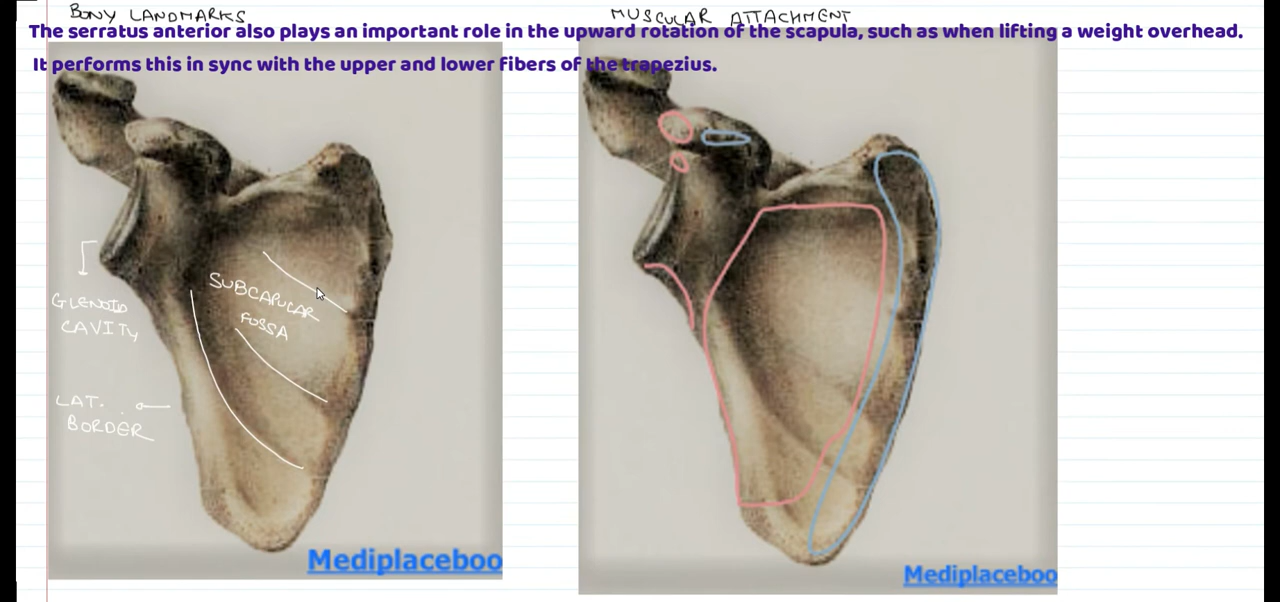 BONY LANDMARKS
MUSCULAR ATTACHMENT
The serratus anterior also plays an important role in the upward rotation of the scapula, such as when lifting a weight overhead.
It performs this in sync with the upper and lower fibers of the trapezius.
SUBCAPULAR
FOSSA
GLENOID
CAVITY
LAT.
BORDER
Mediplaceboo
Mediplaceboo